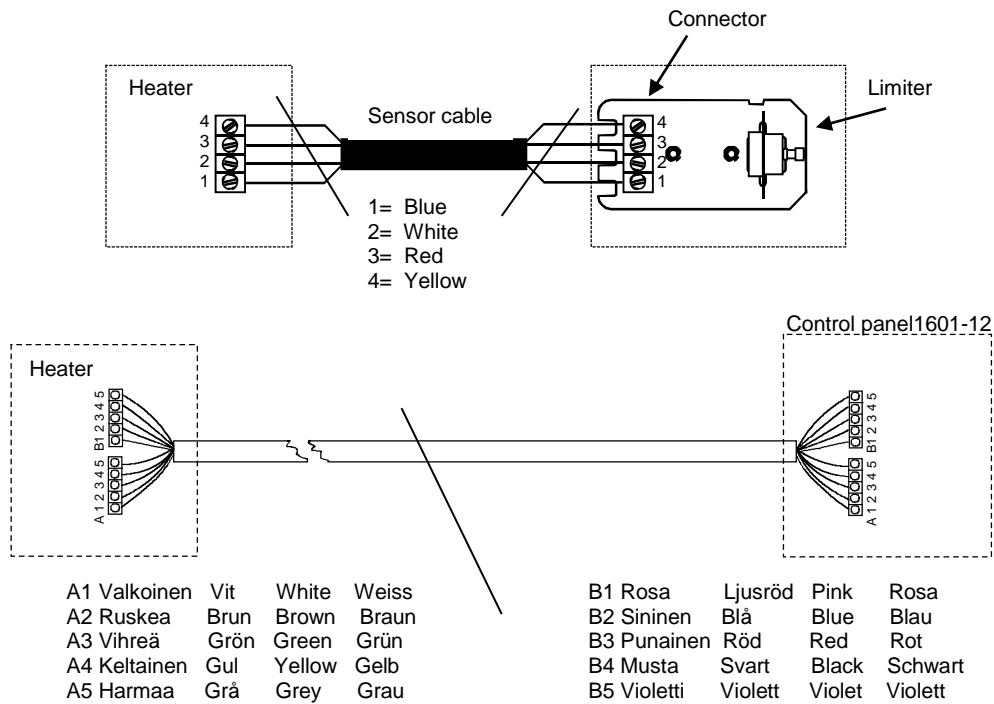 Connector
Heater
Limiter
Sensor cable
4
3
2
1
4
3
2
1
1= Blue
2= White
3= Red
4= Yellow
Control panel1601-12
Heater
B1 2 3 4 5
A 1 2 3 4 5
B1 2 3 4 5
A 1 2 3 4 5
A1 Valkoinen Vit White Weiss
A2 Ruskea Brun Brown Braun
A3 Vihreä Grön Green Grün
A4 Keltainen Gul Yellow Gelb
A5 Harmaa Grå Grey Grau
B1 Rosa Ljusröd Pink Rosa
B2 Sininen Blå Blue Blau
B3 Punainen Röd Red Rot
B4 Musta Svart Black Schwart
B5 Violetti Violett Violet Violett